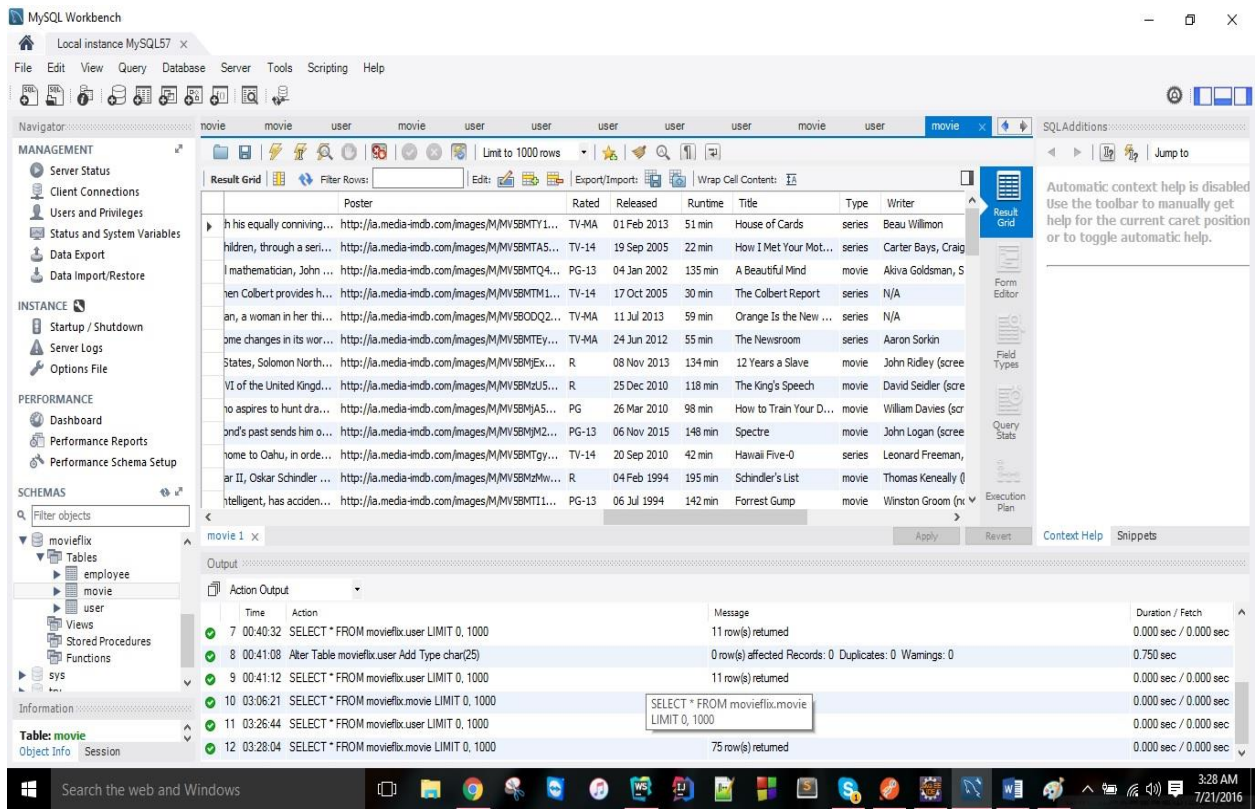 MySQL Workbench
Local instance MySQL57
File Edit View Query Database Server Tools Scripting Help
Navigator
MANAGEMENT
Server Status
Client Connections
Users and Privileges
Status and System Variables
Data Export
Data Import/Restore
INSTANCE
Startup / Shutdown
Server Logs
Options File
PERFORMANCE
Dashboard
Performance Reports
Performance Schema Setup
SCHEMAS
Filter objects
movieflix
Tables
employee
movie
user
Views
Stored Procedures
Functions
sys
Information
Table: movie
Object Info Session
movie movie user movie user user user user user movie user movie
Limit to 1000 rows
Result Grid Filter Rows: Edit: Export/Import: Wrap Cell Content:
Poster Rated Released Runtime Title Type Writer
h his equally conniving... http://ia.media-imdb.com/images/M/MV5BMTY1... TV-MA 01 Feb 2013 51 min House of Cards series Beau Willimon
hildren, through a seri... http://ia.media-imdb.com/images/M/MV5BMTA5... TV-14 19 Sep 2005 22 min How I Met Your Mot... series Carter Bays, Craig
l mathematician, John ... http://ia.media-imdb.com/images/M/MV5BMTQ4... PG-13 04 Jan 2002 135 min A Beautiful Mind movie Akiva Goldsman, S
hen Colbert provides h... http://ia.media-imdb.com/images/M/MV5BMTM1... TV-14 17 Oct 2005 30 min The Colbert Report series N/A
an, a woman in her thi... http://ia.media-imdb.com/images/M/MV5BODQ2... TV-MA 11 Jul 2013 59 min Orange Is the New ... series N/A
ome changes in its wor... http://ia.media-imdb.com/images/M/MV5BMTEy... TV-MA 24 Jun 2012 55 min The Newsroom series Aaron Sorkin
States, Solomon North... http://ia.media-imdb.com/images/M/MV5BMjEx... R 08 Nov 2013 134 min 12 Years a Slave movie John Ridley (scree
VI of the United Kingd... http://ia.media-imdb.com/images/M/MV5BMzU5... R 25 Dec 2010 118 min The King's Speech movie David Seidler (scre
ho aspires to hunt dra... http://ia.media-imdb.com/images/M/MV5BMjA5... PG 26 Mar 2010 98 min How to Train Your D... movie William Davies (scr
ond's past sends him o... http://ia.media-imdb.com/images/M/MV5BMjM2... PG-13 06 Nov 2015 148 min Spectre movie John Logan (scree
home to Oahu, in orde... http://ia.media-imdb.com/images/M/MV5BMTgy... TV-14 20 Sep 2010 42 min Hawaii Five-0 series Leonard Freeman,
ar II, Oskar Schindler ... http://ia.media-imdb.com/images/M/MV5BMzMw... R 04 Feb 1994 195 min Schindler's List movie Thomas Keneally (
ntelligent, has acciden... http://ia.media-imdb.com/images/M/MV5BMTI1... PG-13 06 Jul 1994 142 min Forrest Gump movie Winston Groom (no
movie 1
Apply Revert
Result Grid
Form Editor
Field Types
Query Stats
Execution Plan
SQLAdditions
Jump to
Automatic context help is disabled
Use the toolbar to manually get
help for the current caret position
or to toggle automatic help.
Context Help Snippets
Output
Action Output
Time Action Message Duration / Fetch
7 00:40:32 SELECT * FROM movieflix.user LIMIT 0, 1000 11 row(s) returned 0.000 sec / 0.000 sec
8 00:41:08 Alter Table movieflix.user Add Type char(25) 0 row(s) affected Records: 0 Duplicates: 0 Warnings: 0 0.750 sec
9 00:41:12 SELECT * FROM movieflix.user LIMIT 0, 1000 11 row(s) returned 0.000 sec / 0.000 sec
10 03:06:21 SELECT * FROM movieflix.movie LIMIT 0, 1000 0.000 sec / 0.000 sec
11 03:26:44 SELECT * FROM movieflix.user LIMIT 0, 1000 0.000 sec / 0.000 sec
12 03:28:04 SELECT * FROM movieflix.movie LIMIT 0, 1000 75 row(s) returned 0.000 sec / 0.000 sec
SELECT * FROM movieflix.movie
LIMIT 0, 1000
Search the web and Windows
3:28 AM
7/21/2016